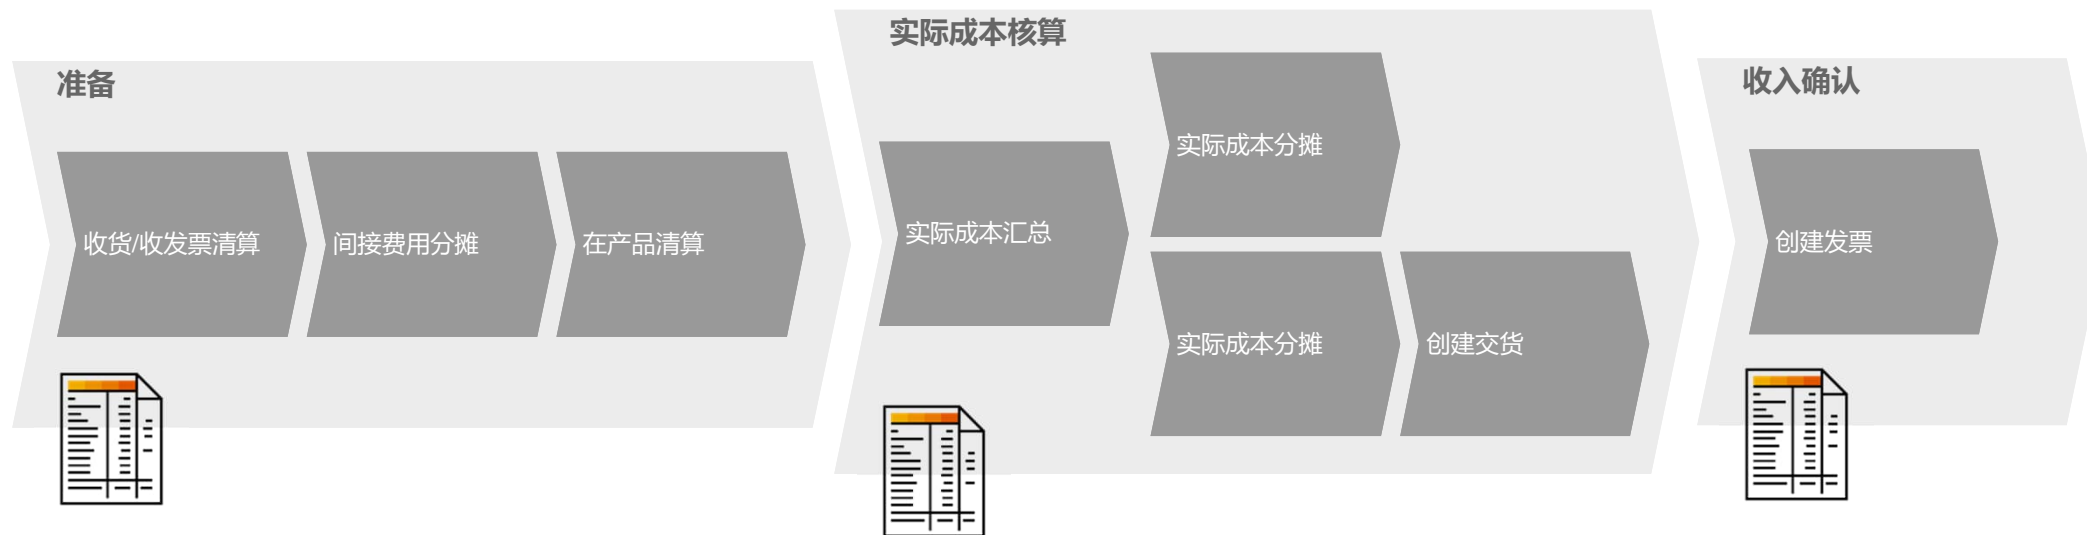 准备
收货/收发票清算
间接费用分摊
在产品清算
实际成本核算
实际成本汇总
实际成本分摊
实际成本分摊
创建交货
收入确认
创建发票